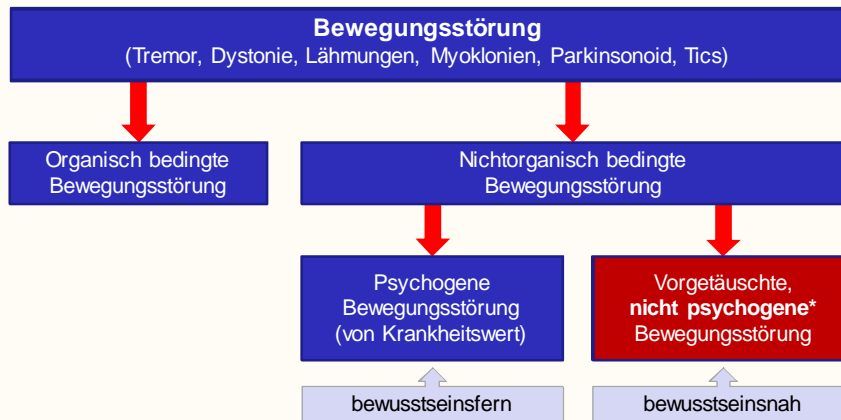 Bewegungsstörung
(Tremor, Dystonie, Lähmungen, Myoklonien, Parkinsonoid, Tics)
Organisch bedingte
Bewegungsstörung
Nichtorganisch bedingte
Bewegungsstörung
Psychogene
Bewegungsstörung
(von Krankheitswert)
Vorgetäuschte,
nicht psychogene*
Bewegungsstörung
bewusstseinsfern
bewusstseinsnah